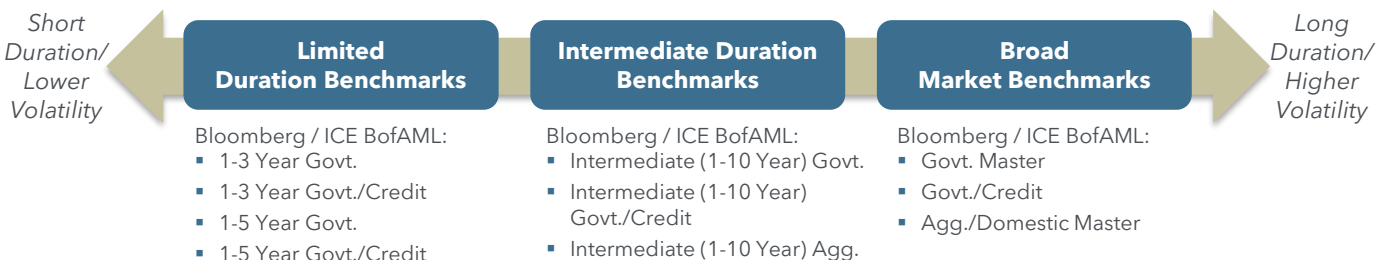 Short
Duration/
Lower
Volatility
Limited
Duration Benchmarks
Intermediate Duration
Benchmarks
Broad
Market Benchmarks
Long
Duration/
Higher
Volatility
Bloomberg / ICE BofAML:
▪ 1-3 Year Govt.
▪ 1-3 Year Govt./Credit
▪ 1-5 Year Govt.
▪ 1-5 Year Govt./Credit
Bloomberg / ICE BofAML:
▪ Intermediate (1-10 Year) Govt.
▪ Intermediate (1-10 Year)
Govt./Credit
▪ Intermediate (1-10 Year) Agg.
Bloomberg / ICE BofAML:
▪ Govt. Master
▪ Govt./Credit
▪ Agg./Domestic Master